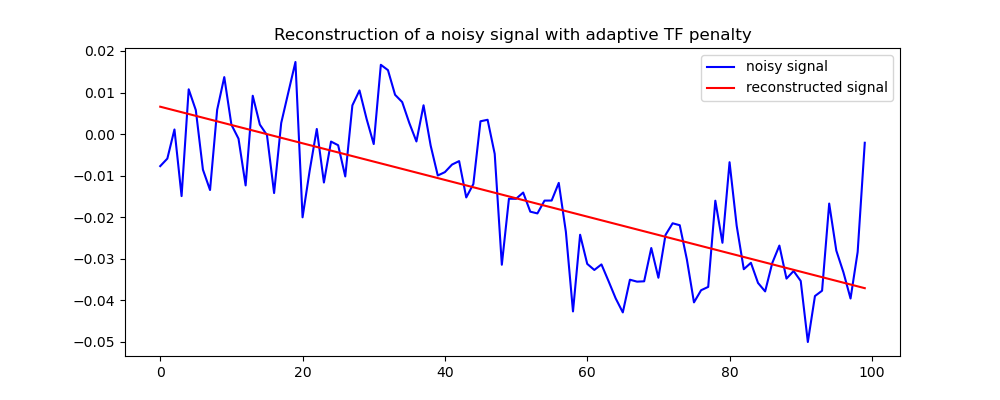 Reconstruction of a noisy signal with adaptive TF penalty
noisy signal
reconstructed signal
0.02
0.01
0.00
−0.01
−0.02
−0.03
−0.04
−0.05
0 20 40 60 80 100